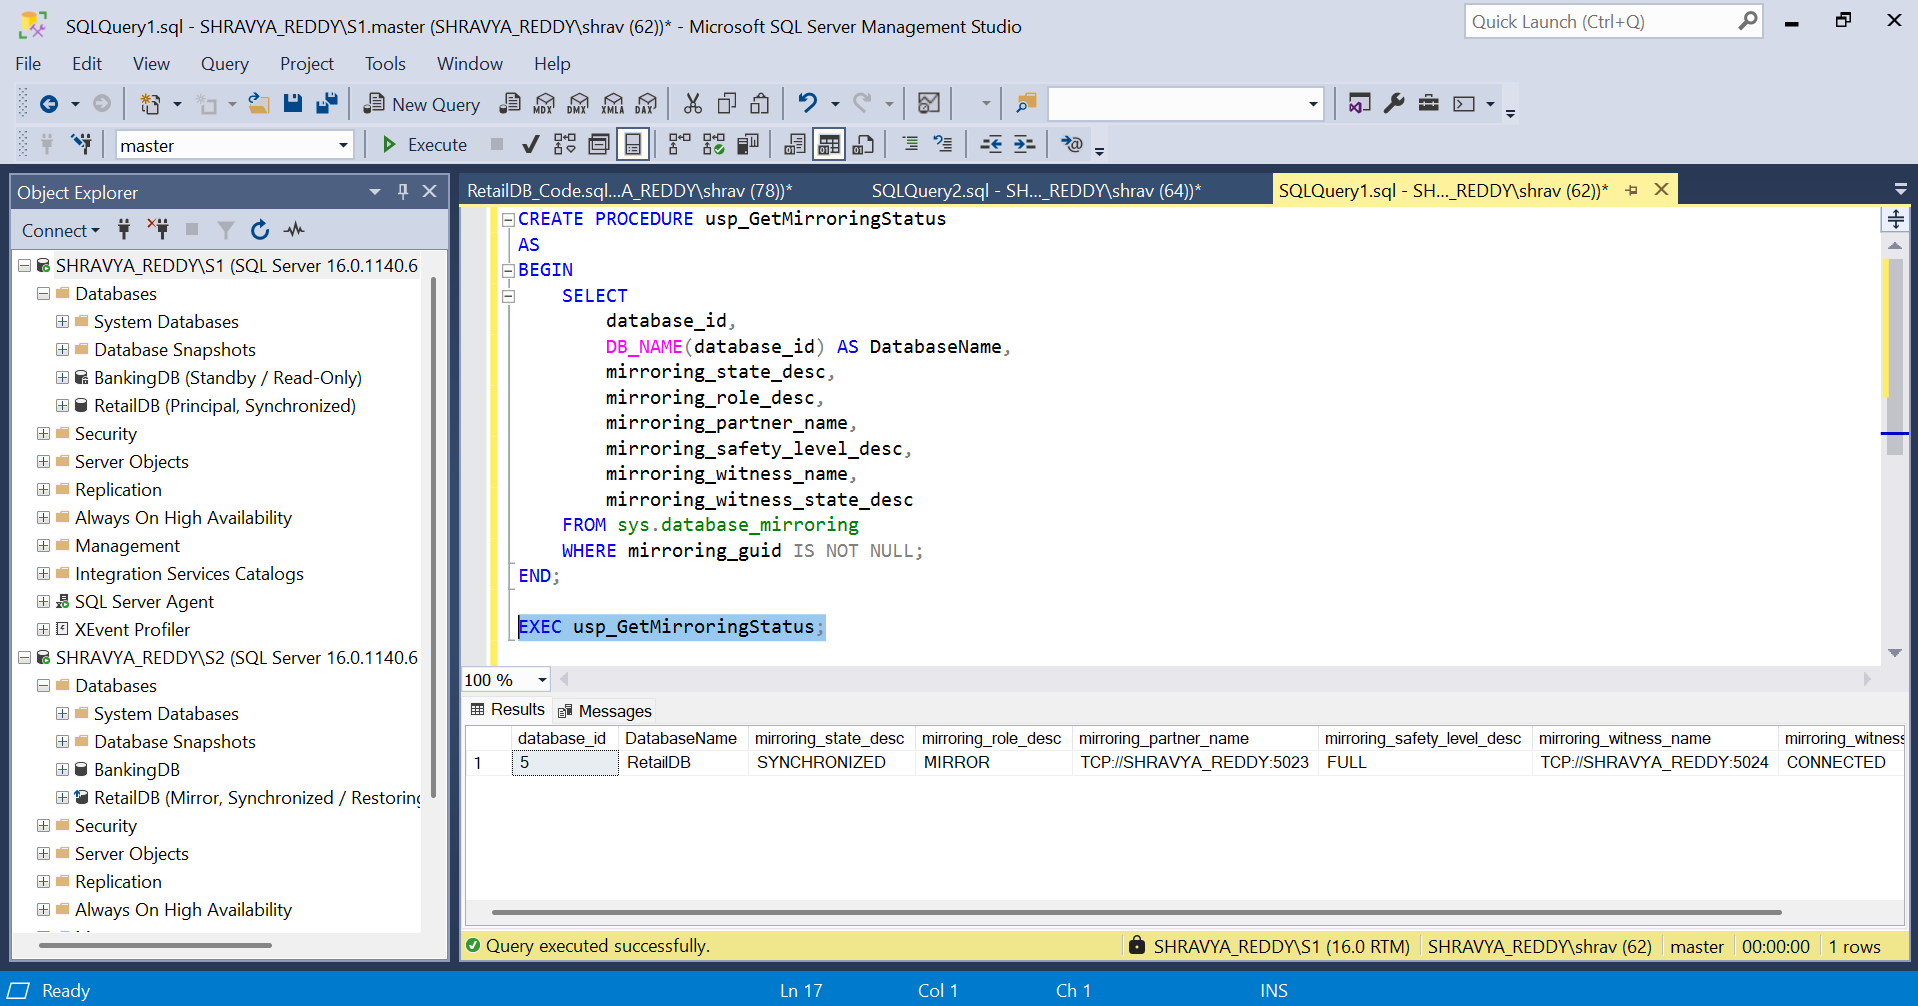 SQLQuery1.sql - SHRAVYA_REDDY\S1.master (SHRAVYA_REDDY\shrav (62))* - Microsoft SQL Server Management Studio
Quick Launch (Ctrl+Q)
File Edit View Query Project Tools Window Help
New Query MDX DMX XMLA DAX
master Execute
Object Explorer
Connect
SHRAVYA_REDDY\S1 (SQL Server 16.0.1140.6
Databases
System Databases
Database Snapshots
BankingDB (Standby / Read-Only)
RetailDB (Principal, Synchronized)
Security
Server Objects
Replication
Always On High Availability
Management
Integration Services Catalogs
SQL Server Agent
XEvent Profiler
SHRAVYA_REDDY\S2 (SQL Server 16.0.1140.6
Databases
System Databases
Database Snapshots
BankingDB
RetailDB (Mirror, Synchronized / Restoring
Security
Server Objects
Replication
Always On High Availability
RetailDB_Code.sql...A_REDDY\shrav (78))* SQLQuery2.sql - SH..._REDDY\shrav (64))* SQLQuery1.sql - SH..._REDDY\shrav (62))*
CREATE PROCEDURE usp_GetMirroringStatus
AS
BEGIN
SELECT
database_id,
DB_NAME(database_id) AS DatabaseName,
mirroring_state_desc,
mirroring_role_desc,
mirroring_partner_name,
mirroring_safety_level_desc,
mirroring_witness_name,
mirroring_witness_state_desc
FROM sys.database_mirroring
WHERE mirroring_guid IS NOT NULL;
END;
EXEC usp_GetMirroringStatus;
100 %
Results Messages
database_id DatabaseName mirroring_state_desc mirroring_role_desc mirroring_partner_name mirroring_safety_level_desc mirroring_witness_name mirroring_witness
1 5 RetailDB SYNCHRONIZED MIRROR TCP://SHRAVYA_REDDY:5023 FULL TCP://SHRAVYA_REDDY:5024 CONNECTED
Query executed successfully. SHRAVYA_REDDY\S1 (16.0 RTM) SHRAVYA_REDDY\shrav (62) master 00:00:00 1 rows
Ready Ln 17 Col 1 Ch 1 INS